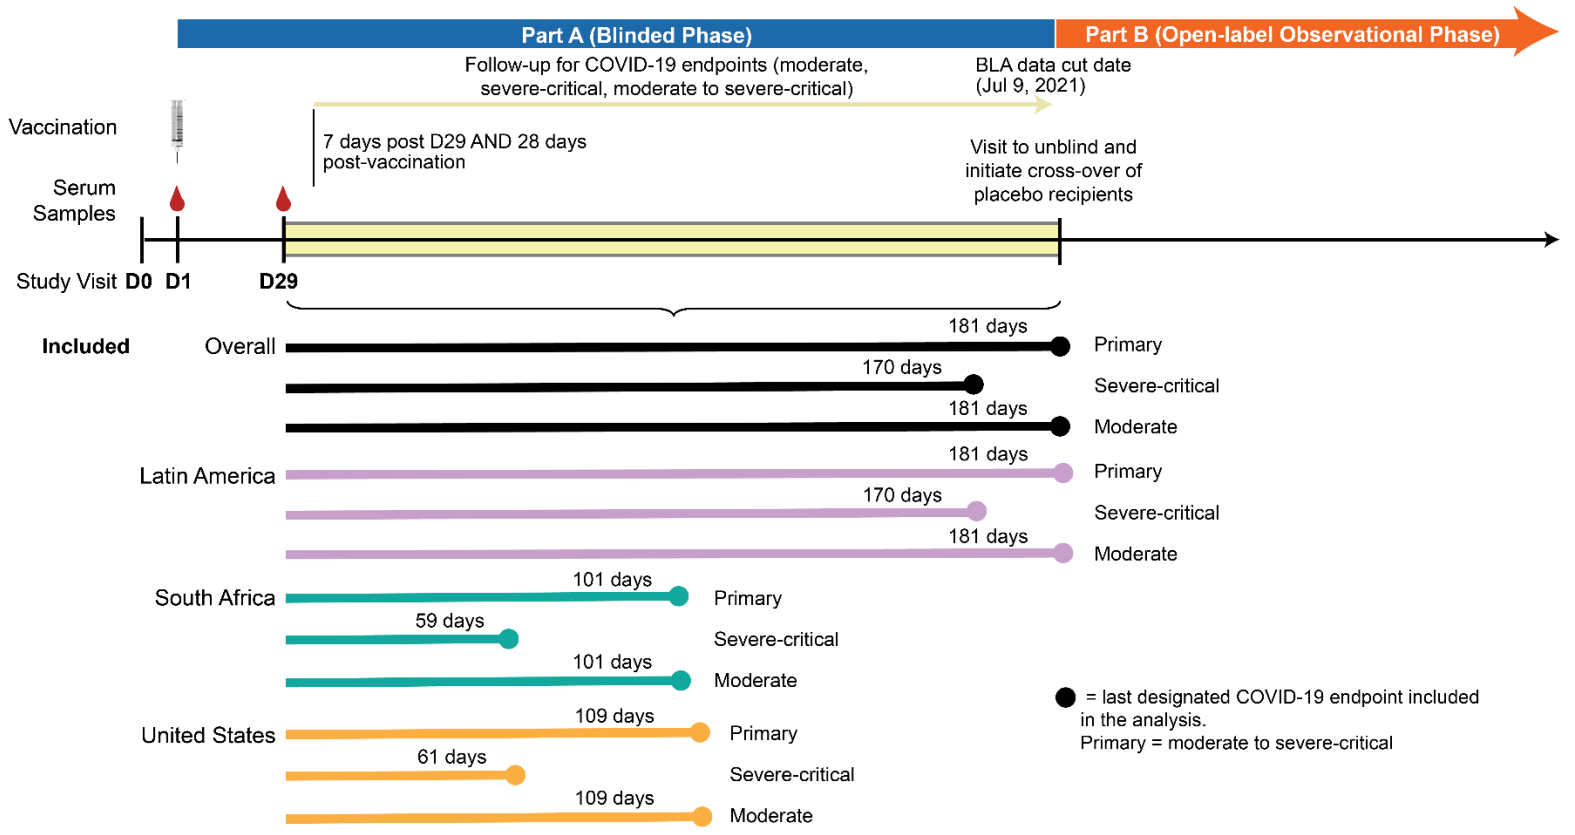 Part A (Blinded Phase)
Part B (Open-label Observational Phase)
Follow-up for COVID-19 endpoints (moderate,
severe-critical, moderate to severe-critical)
BLA data cut date
(Jul 9, 2021)
Vaccination
7 days post D29 AND 28 days
post-vaccination
Visit to unblind and
initiate cross-over of
placebo recipients
Serum
Samples
Study Visit D0 D1 D29
Included
Overall
181 days
Primary
170 days
Severe-critical
181 days
Moderate
Latin America
181 days
Primary
170 days
Severe-critical
181 days
Moderate
South Africa
101 days
Primary
59 days
Severe-critical
101 days
Moderate
United States
109 days
Primary
61 days
Severe-critical
109 days
Moderate
= last designated COVID-19 endpoint included
in the analysis.
Primary = moderate to severe-critical